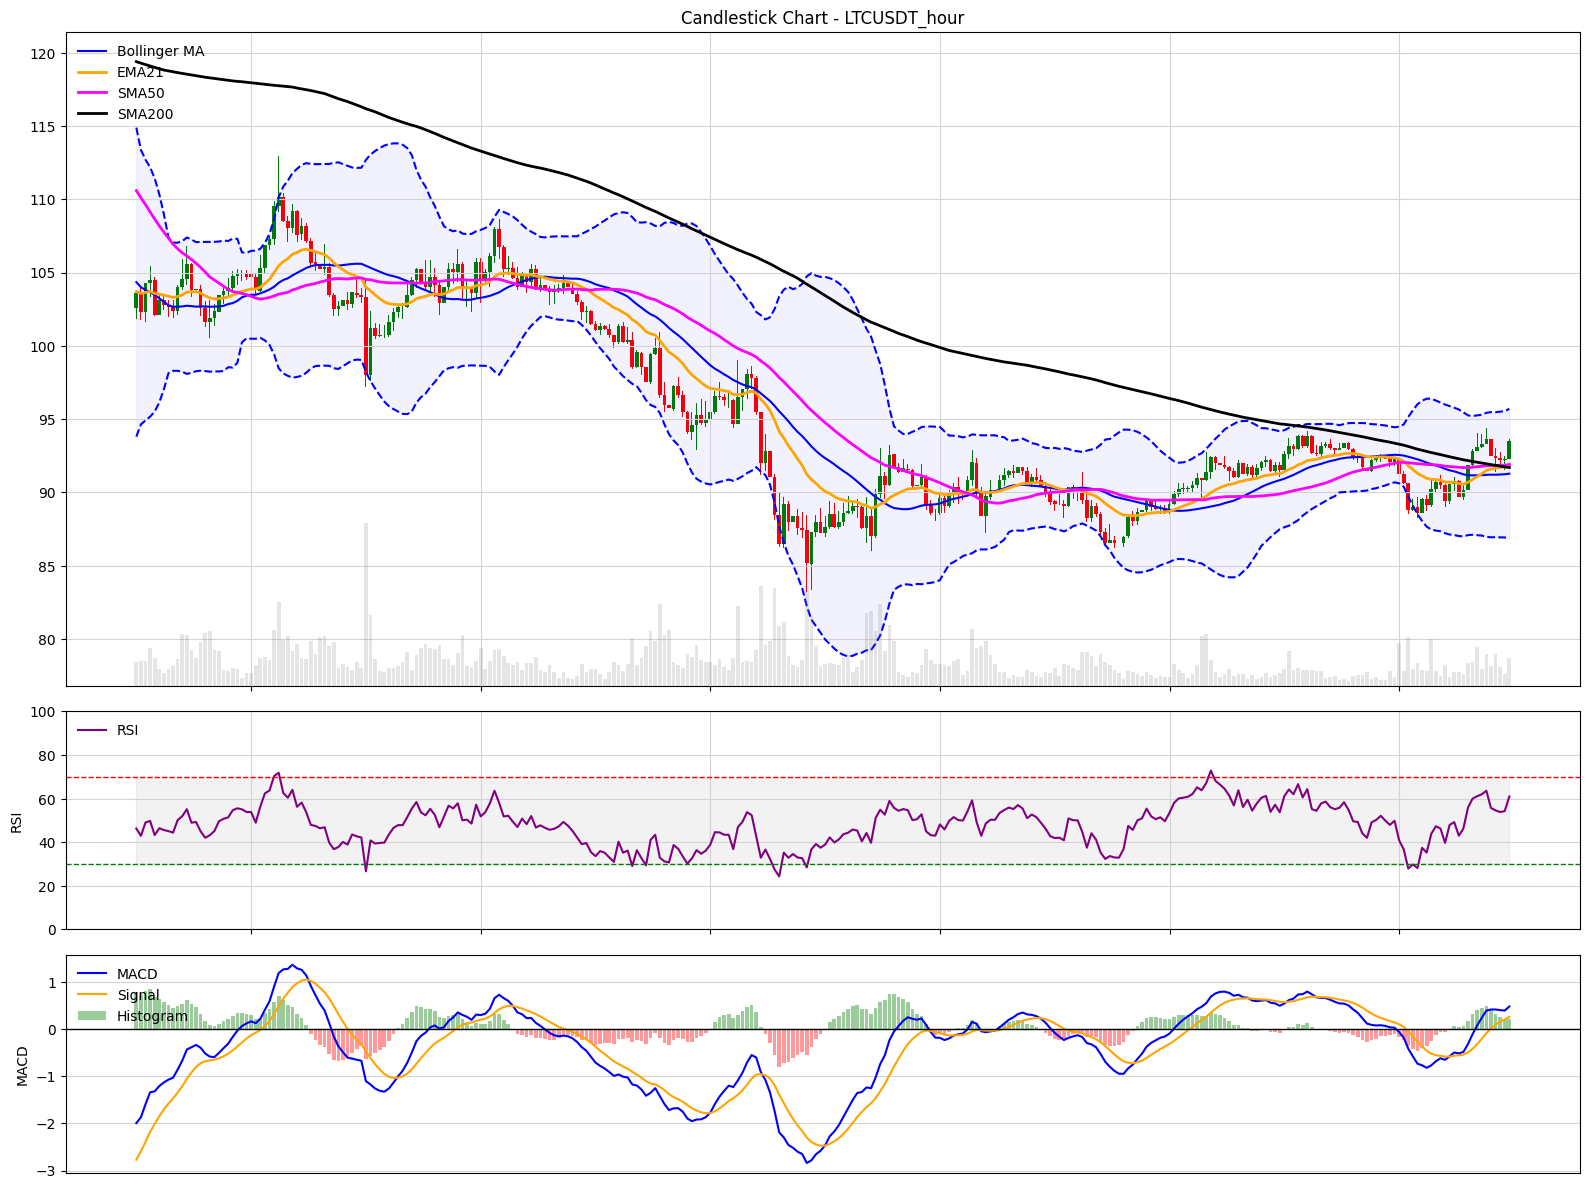 Candlestick Chart - LTCUSDT_hour
Bollinger MA
EMA21
SMA50
SMA200
120
115
110
105
100
95
90
85
80
RSI
100
80
60
40
20
0
RSI
MACD
Signal
Histogram
1
0
−1
−2
−3
MACD